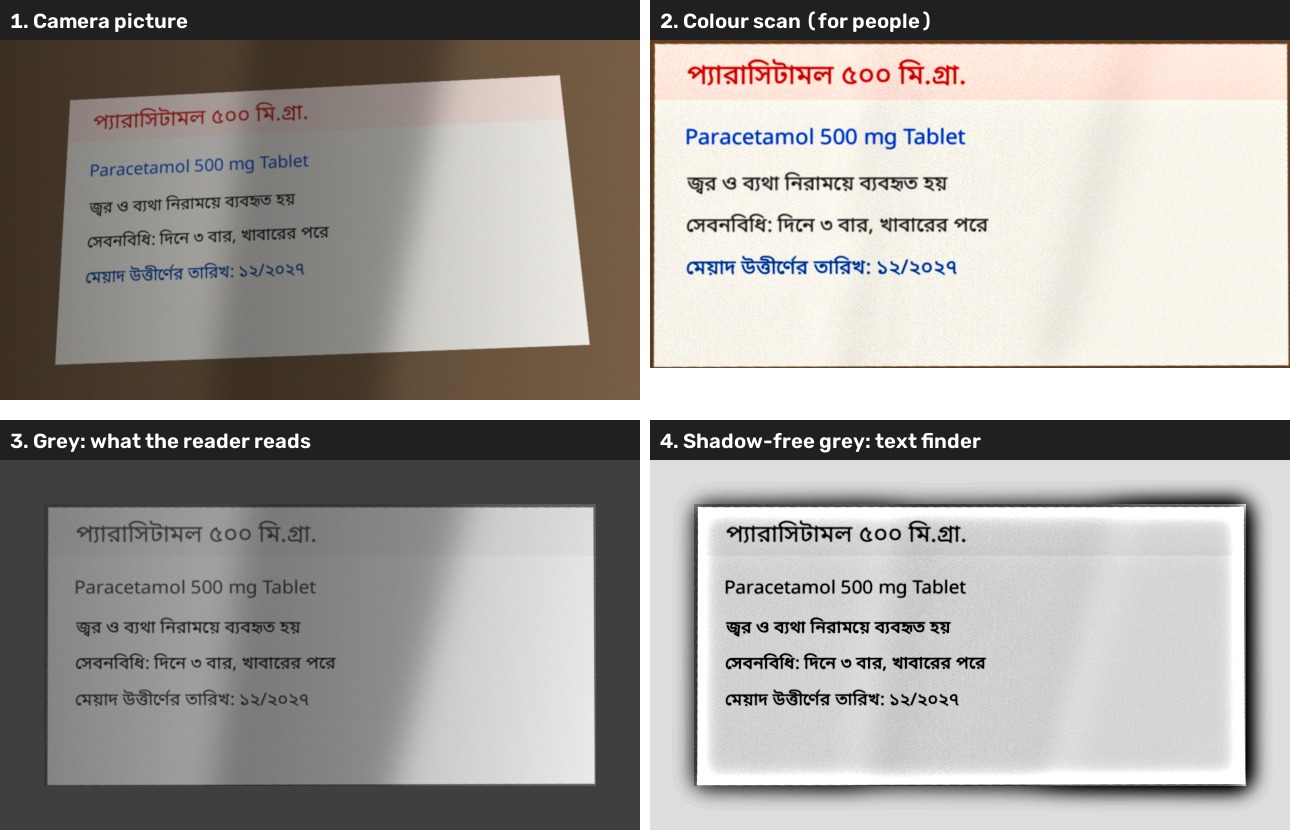 1. Camera picture
প্যারাসিটামল ৫০০ মি.গ্রা.
Paracetamol 500 mg Tablet
জ্বর ও ব্যথা নিরাময়ে ব্যবহৃত হয়
সেবনবিধি: দিনে ৩ বার, খাবারের পরে
মেয়াদ উত্তীর্ণের তারিখ: ১২/২০২৭
2. Colour scan (for people)
প্যারাসিটামল ৫০০ মি.গ্রা.
Paracetamol 500 mg Tablet
জ্বর ও ব্যথা নিরাময়ে ব্যবহৃত হয়
সেবনবিধি: দিনে ৩ বার, খাবারের পরে
মেয়াদ উত্তীর্ণের তারিখ: ১২/২০২৭
3. Grey: what the reader reads
প্যারাসিটামল ৫০০ মি.গ্রা.
Paracetamol 500 mg Tablet
জ্বর ও ব্যথা নিরাময়ে ব্যবহৃত হয়
সেবনবিধি: দিনে ৩ বার, খাবারের পরে
মেয়াদ উত্তীর্ণের তারিখ: ১২/২০২৭
4. Shadow-free grey: text finder
প্যারাসিটামল ৫০০ মি.গ্রা.
Paracetamol 500 mg Tablet
জ্বর ও ব্যথা নিরাময়ে ব্যবহৃত হয়
সেবনবিধি: দিনে ৩ বার, খাবারের পরে
মেয়াদ উত্তীর্ণের তারিখ: ১২/২০২৭